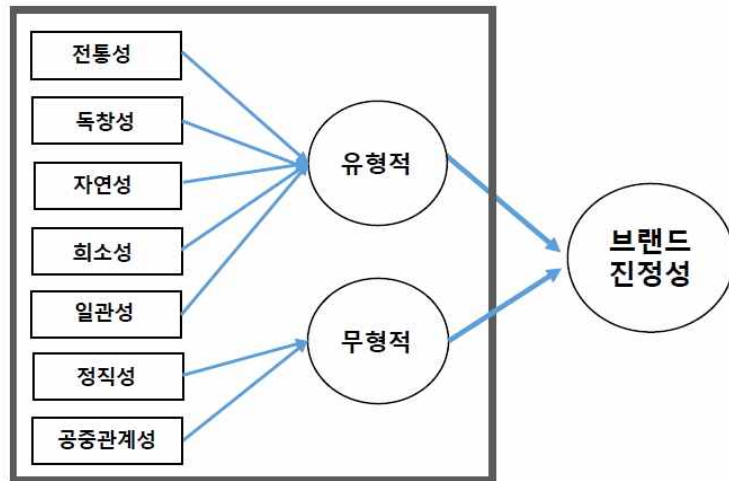 전통성
독창성
자연성
희소성
일관성
정직성
공중관계성
유형적
무형적
브랜드
진정성